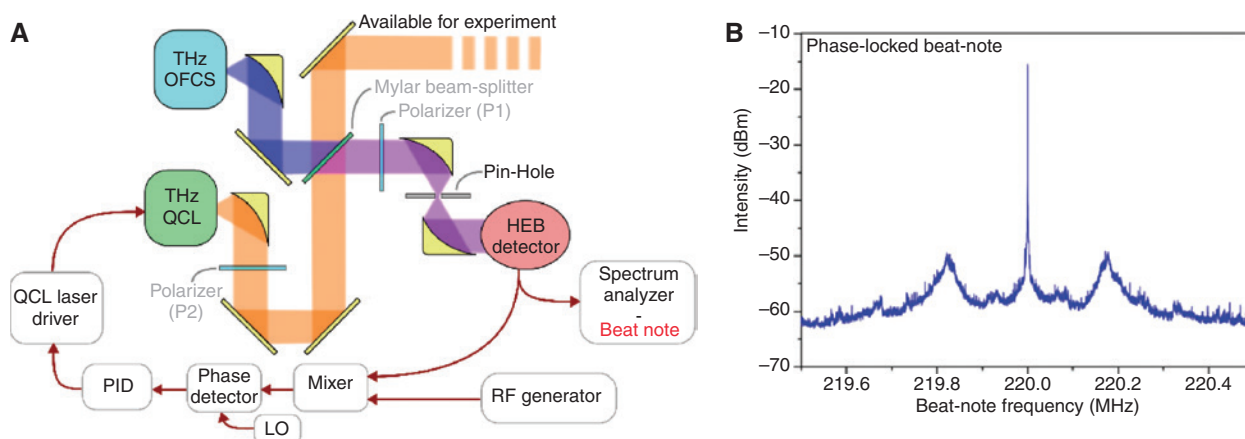 A
Available for experiment
THz
OFCS
Mylar beam-splitter
Polarizer (P1)
Pin-Hole
THz
QCL
HEB
detector
Polarizer
(P2)
QCL laser
driver
Spectrum
analyzer
-
Beat note
PID
Phase
detector
Mixer
RF generator
LO
B
Phase-locked beat-note
Intensity (dBm)
–10
–20
–30
–40
–50
–60
–70
219.6
219.8
220.0
220.2
220.4
Beat-note frequency (MHz)